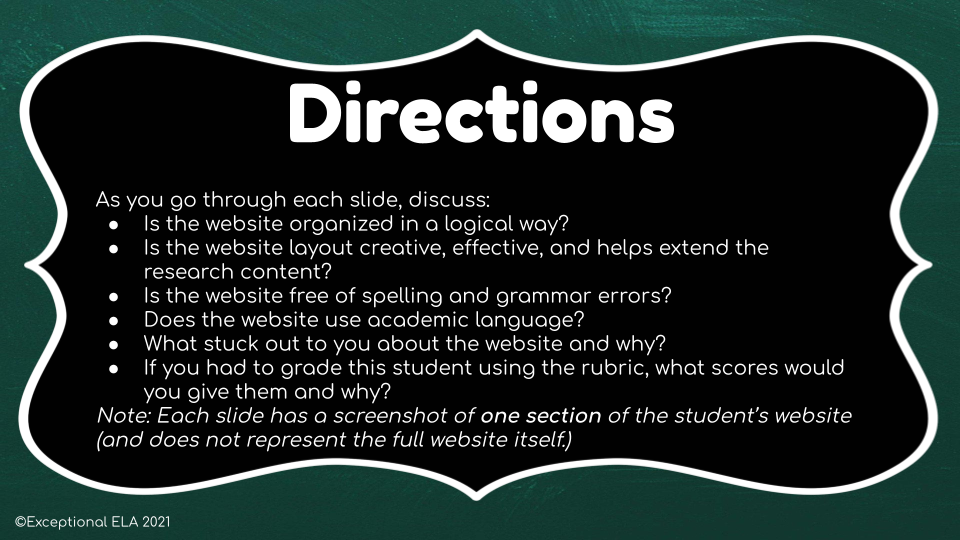 Directions
As you go through each slide, discuss:
● Is the website organized in a logical way?
● Is the website layout creative, effective, and helps extend the
research content?
● Is the website free of spelling and grammar errors?
● Does the website use academic language?
● What stuck out to you about the website and why?
● If you had to grade this student using the rubric, what scores would
you give them and why?
Note: Each slide has a screenshot of one section of the student's website
(and does not represent the full website itself.)
©Exceptional ELA 2021